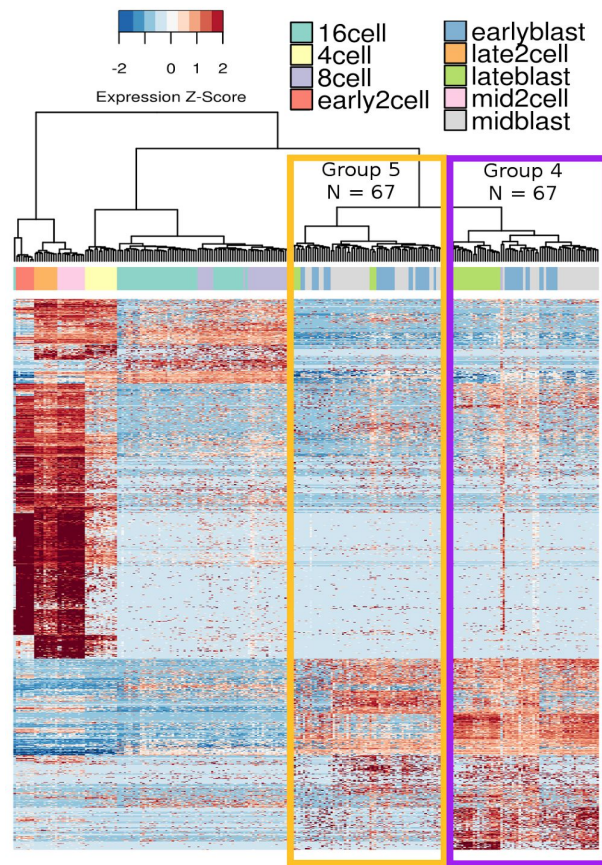 -2 0 1 2
Expression Z-Score
16cell
4cell
8cell
early2cell
earlyblast
late2cell
lateblast
mid2cell
midblast
Group 5
N = 67
Group 4
N = 67